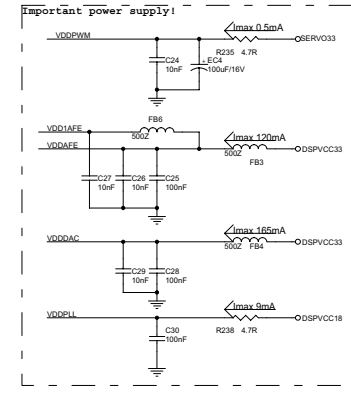 Important power supply!
Imax 0.5mA
VDDPWM
SERVO33
R235 4.7R
C24
10nF
+ EC4
100uF/16V
FB6
VDD1AFE
500Z
Imax 120mA
VDDAFE
DSPVCC33
500Z
FB3
C27
10nF
C26
10nF
C25
100nF
Imax 165mA
VDDDAC
DSPVCC33
500Z FB4
C29
10nF
C28
100nF
Imax 9mA
VDDPLL
DSPVCC18
C30
100nF
R238 4.7R